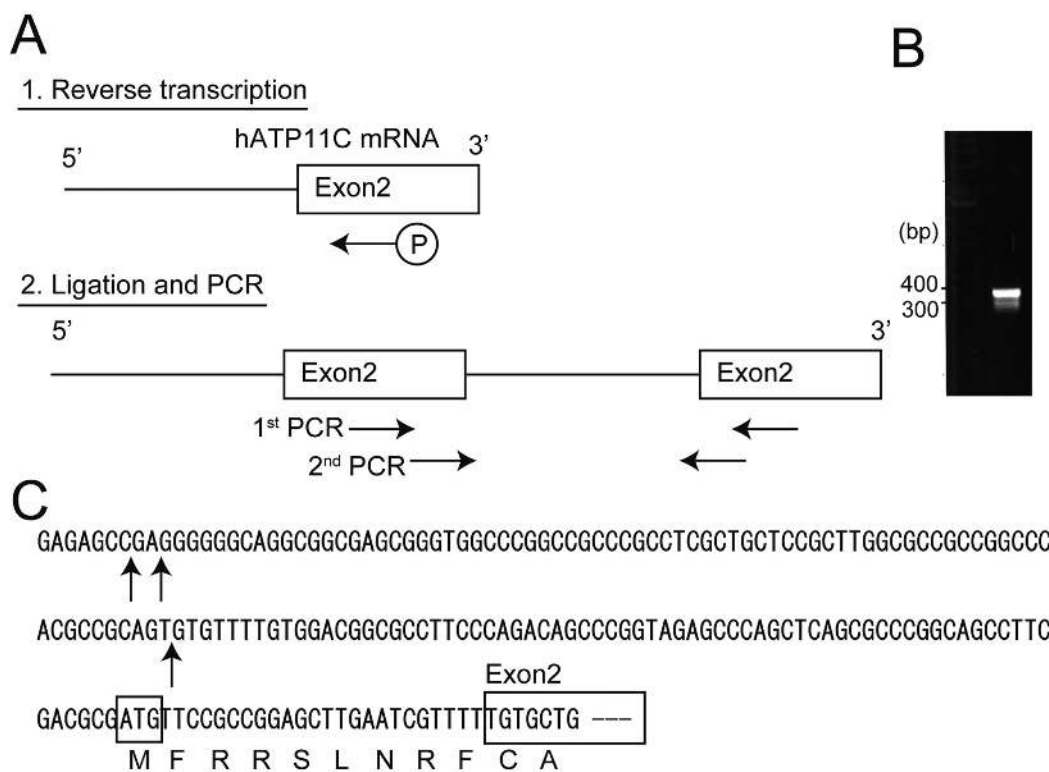 A
B
1. Reverse transcription
hATP11C mRNA
5’ 3’
Exon2
P
2. Ligation and PCR
5’ 3’
Exon2 Exon2
1st PCR
2nd PCR
(bp)
400
300
C
GAGAGCCGAGGGGGGCAGGCGGCGAGCGGGTGGCCCGGCCGCCCGCCTCGCTGCTCCGCTTGGCGCCGCCGGCCC
ACGCCGCAGTGTGTTTTGTGGACGGCGCCTTCCCAGACAGCCCGGTAGAGCCCAGCTCAGCGCCCGGCAGCCTTC
Exon2
GACGCGATGTTCCGCCGGAGCTTGAATCGTTTTTGTGCTG ---
M F R R S L N R F C A